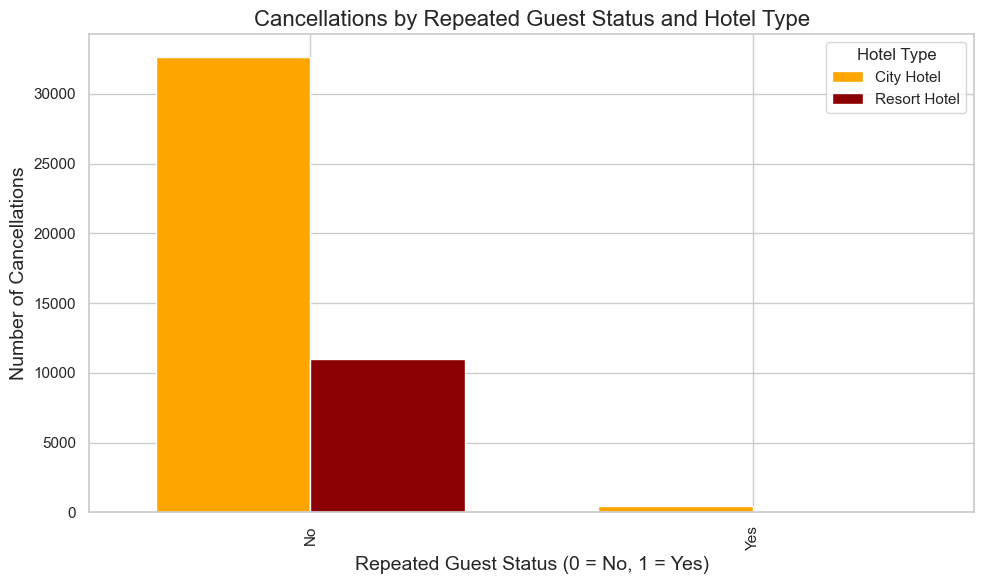 Cancellations by Repeated Guest Status and Hotel Type
Hotel Type
City Hotel
Resort Hotel
Number of Cancellations
30000
25000
20000
15000
10000
5000
0
No
Yes
Repeated Guest Status (0 = No, 1 = Yes)